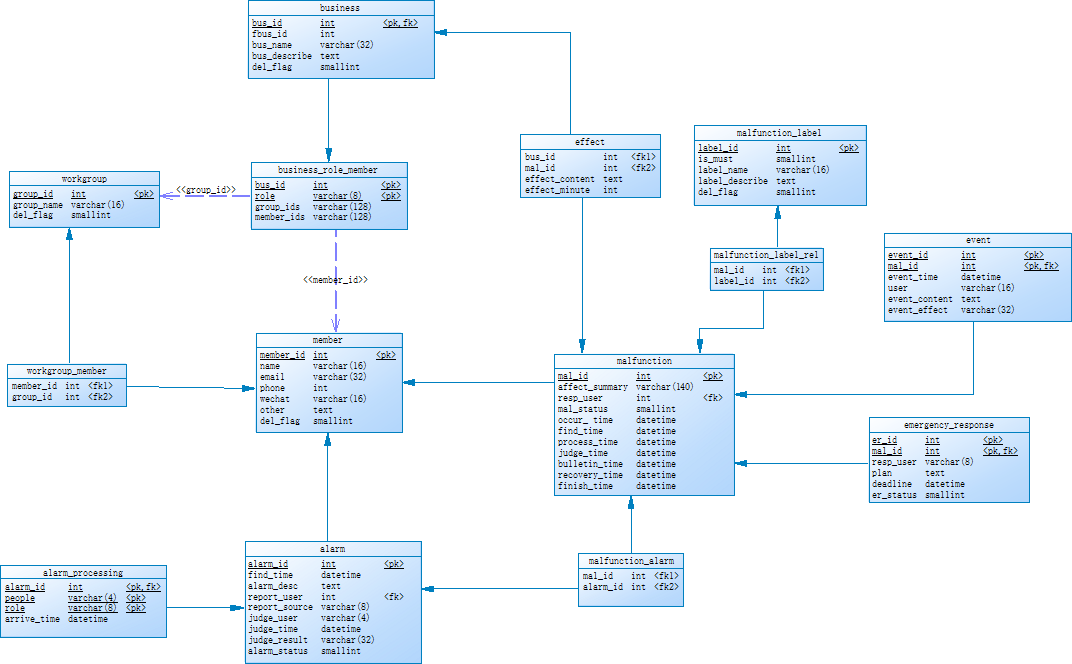 business
bus_id int <pk,fk>
fbus_id int
bus_name varchar(32)
bus_describe text
del_flag smallint
effect
bus_id int <fk1>
mal_id int <fk2>
effect_content text
effect_minute int
malfunction_label
label_id int <pk>
is_must smallint
label_name varchar(16)
label_describe text
del_flag smallint
workgroup
group_id int <pk>
group_name varchar(16)
del_flag smallint
<<group_id>>
business_role_member
bus_id int <pk>
role varchar(8) <pk>
group_ids varchar(128)
member_ids varchar(128)
<<member_id>>
malfunction_label_rel
mal_id int <fk1>
label_id int <fk2>
event
event_id int <pk>
mal_id int <pk,fk>
event_time datetime
user varchar(16)
event_content text
event_effect varchar(32)
workgroup_member
member_id int <fk1>
group_id int <fk2>
member
member_id int <pk>
name varchar(16)
email varchar(32)
phone int
wechat varchar(16)
other text
del_flag smallint
malfunction
mal_id int <pk>
affect_summary varchar(140)
resp_user int <fk>
mal_status smallint
occur_ time datetime
find_time datetime
process_time datetime
judge_time datetime
bulletin_time datetime
recovery_time datetime
finish_time datetime
emergency_response
er_id int <pk>
mal_id int <pk,fk>
resp_user varchar(8)
plan text
deadline datetime
er_status smallint
alarm_processing
alarm_id int <pk,fk>
people varchar(4) <pk>
role varchar(8) <pk>
arrive_time datetime
alarm
alarm_id int <pk>
find_time datetime
alarm_desc text
report_user int <fk>
report_source varchar(8)
judge_user varchar(4)
judge_time datetime
judge_result varchar(32)
alarm_status smallint
malfunction_alarm
mal_id int <fk1>
alarm_id int <fk2>